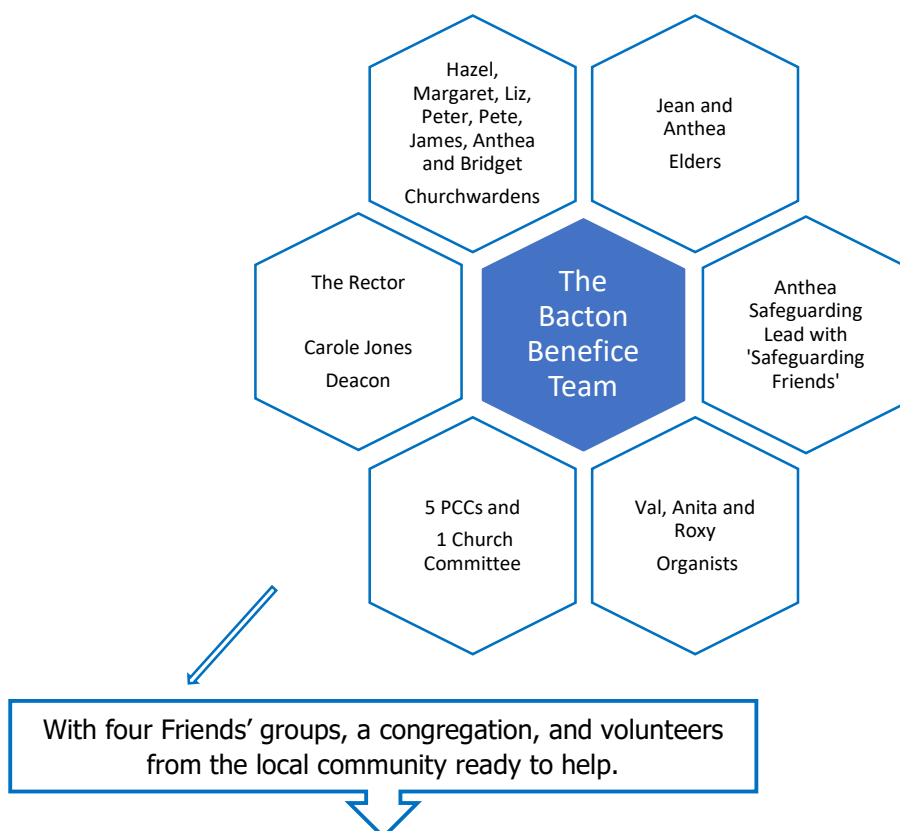 Hazel,
Margaret, Liz,
Peter, Pete,
James, Anthea
and Bridget
Churchwardens
Jean and
Anthea
Elders
The Rector
Carole Jones
Deacon
The
Bacton
Benefice
Team
Anthea
Safeguarding
Lead with
'Safeguarding
Friends'
5 PCCs and
1 Church
Committee
Val, Anita and
Roxy
Organists
With four Friends’ groups, a congregation, and volunteers
from the local community ready to help.